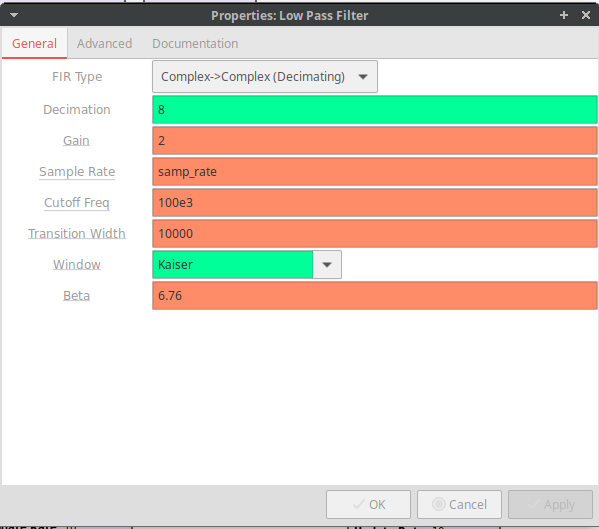 Properties: Low Pass Filter
General Advanced Documentation
FIR Type Complex->Complex (Decimating)
Decimation 8
Gain 2
Sample Rate samp_rate
Cutoff Freq 100e3
Transition Width 10000
Window Kaiser
Beta 6.76
OK Cancel Apply